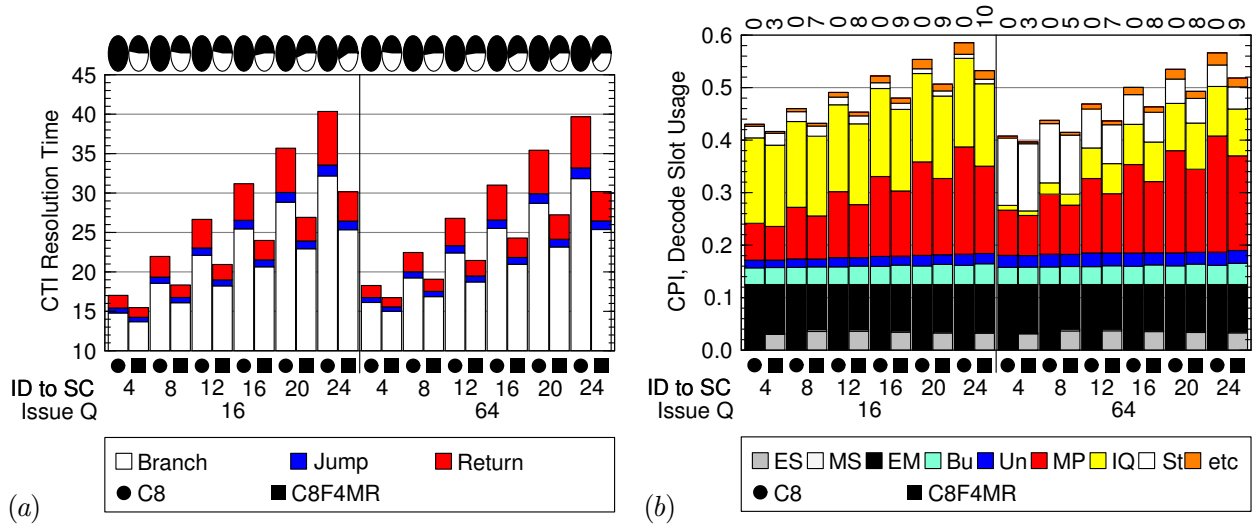 45
40
35
30
25
20
15
10
CTI Resolution Time
ID to SC 4 8 12 16 20 24 4 8 12 16 20 24
Issue Q 16 64
Branch Jump Return
C8 C8F4MR
(a)
0 3 0 7 0 8 0 9 0 9 0 10 0 3 0 5 0 7 0 8 0 8 0 9
0.6
0.5
0.4
0.3
0.2
0.1
0.0
CPI, Decode Slot Usage
ID to SC 4 8 12 16 20 24 4 8 12 16 20 24
Issue Q 16 64
ES MS EM Bu Un MP IQ St etc
C8 C8F4MR
(b)